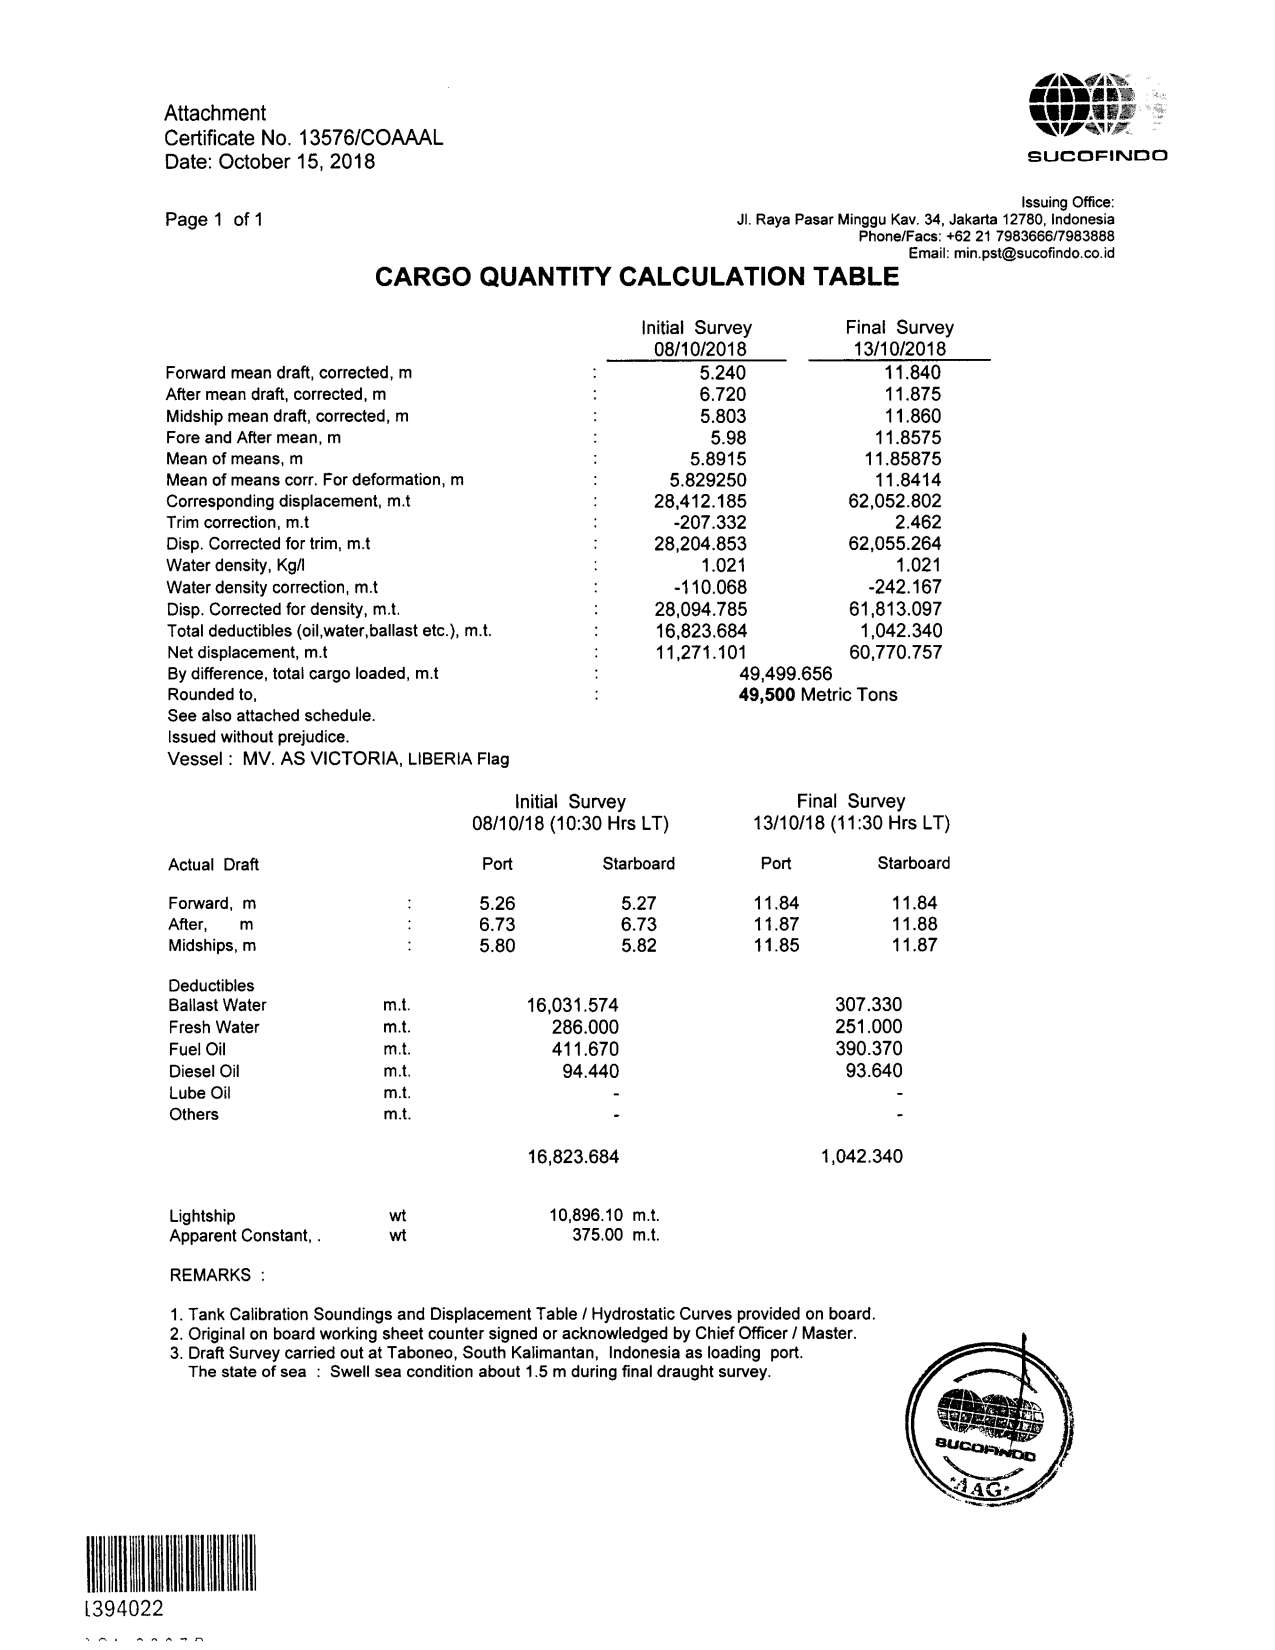 Attachment
Certificate No. 13576/COAAAL
Date: October 15, 2018
SUCOFINDO
Page 1 of 1
Issuing Office:
Jl. Raya Pasar Minggu Kav. 34, Jakarta 12780, Indonesia
Phone/Facs: +62 21 7983666/7983888
Email: min.pst@sucofindo.co.id
CARGO QUANTITY CALCULATION TABLE
Initial Survey Final Survey
08/10/2018 13/10/2018
Forward mean draft, corrected, m : 5.240 11.840
After mean draft, corrected, m : 6.720 11.875
Midship mean draft, corrected, m : 5.803 11.860
Fore and After mean, m : 5.98 11.8575
Mean of means, m : 5.8915 11.85875
Mean of means corr. For deformation, m : 5.829250 11.8414
Corresponding displacement, m.t : 28,412.185 62,052.802
Trim correction, m.t : -207.332 2.462
Disp. Corrected for trim, m.t : 28,204.853 62,055.264
Water density, Kg/l : 1.021 1.021
Water density correction, m.t : -110.068 -242.167
Disp. Corrected for density, m.t. : 28,094.785 61,813.097
Total deductibles (oil,water,ballast etc.), m.t. : 16,823.684 1,042.340
Net displacement, m.t : 11,271.101 60,770.757
By difference, total cargo loaded, m.t : 49,499.656
Rounded to, : 49,500 Metric Tons
See also attached schedule.
Issued without prejudice.
Vessel : MV. AS VICTORIA, LIBERIA Flag
Initial Survey Final Survey
08/10/18 (10:30 Hrs LT) 13/10/18 (11:30 Hrs LT)
Actual Draft Port Starboard Port Starboard
Forward, m : 5.26 5.27 11.84 11.84
After, m : 6.73 6.73 11.87 11.88
Midships, m : 5.80 5.82 11.85 11.87
Deductibles
Ballast Water m.t. 16,031.574 307.330
Fresh Water m.t. 286.000 251.000
Fuel Oil m.t. 411.670 390.370
Diesel Oil m.t. 94.440 93.640
Lube Oil m.t. - -
Others m.t. - -
16,823.684 1,042.340
Lightship wt 10,896.10 m.t.
Apparent Constant, . wt 375.00 m.t.
REMARKS :
1. Tank Calibration Soundings and Displacement Table / Hydrostatic Curves provided on board.
2. Original on board working sheet counter signed or acknowledged by Chief Officer / Master.
3. Draft Survey carried out at Taboneo, South Kalimantan, Indonesia as loading port.
The state of sea : Swell sea condition about 1.5 m during final draught survey.
SUCOFINDO
·AAG·
1394022